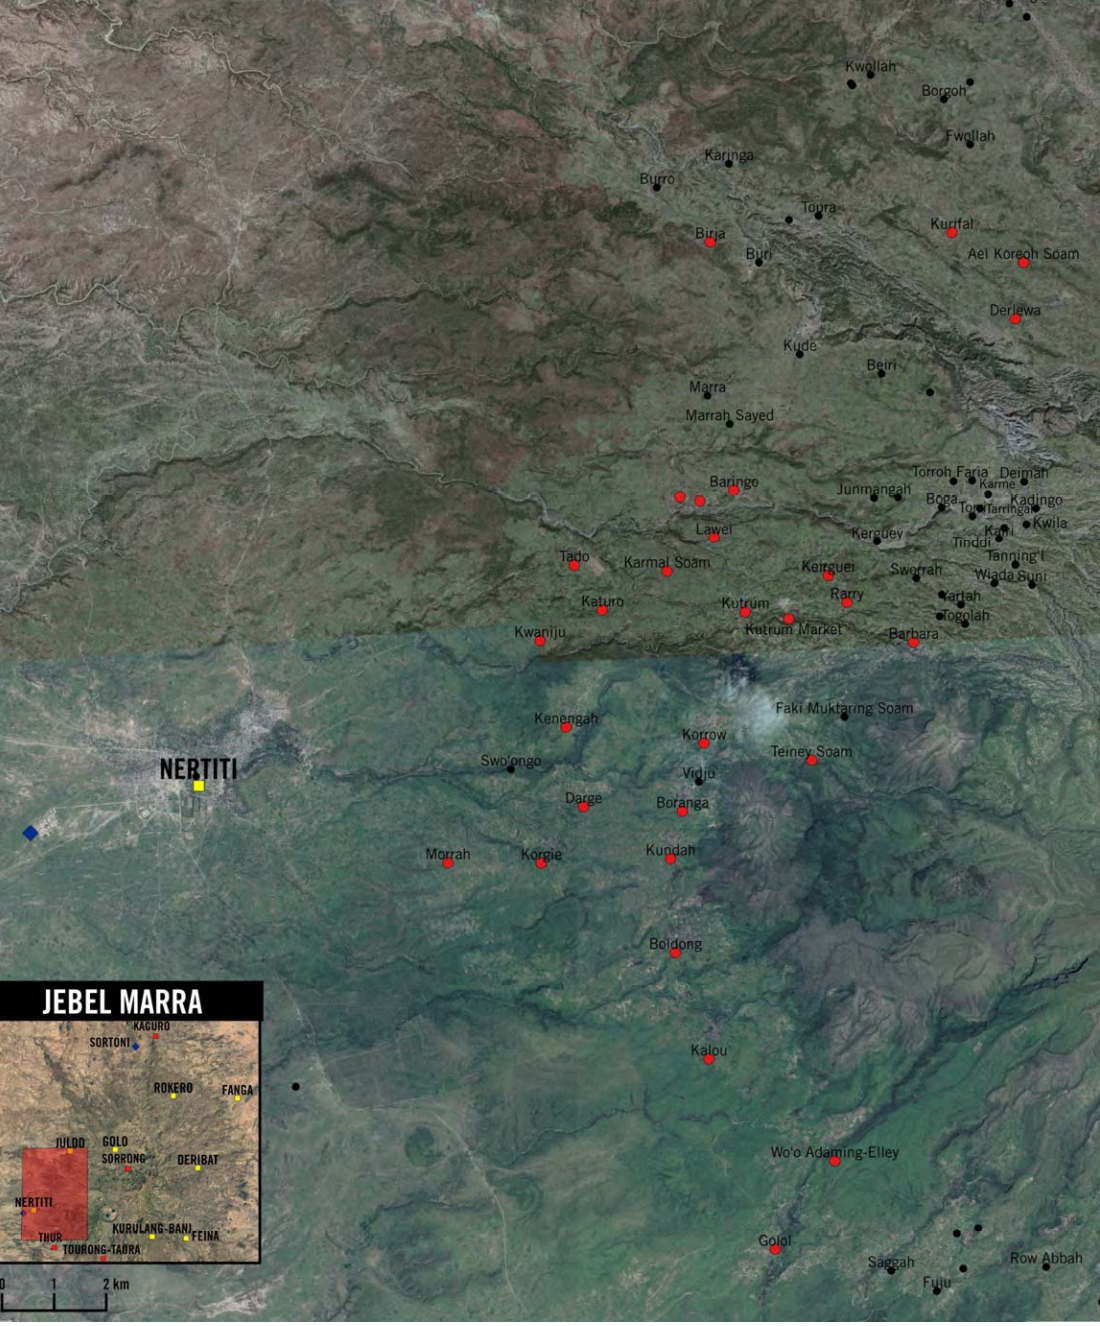 Kwollah
Borgoh
Fwollah
Karinga
Burro
Toura
Kurifal
Birja
Buri
Ael Koreoh Soam
Derlewa
Kude
Beiri
Marra
Marrah Sayed
Torroh Faria
Deimah
Baringo
Junmangah
Karme
Boga
Kadingo
Tarringah
Kwila
Lawei
Kerguey
Kairi
Tinddi
Tado
Karmal Soam
Keirguei
Sworrah
Tanning'l
Wiada
Suni
Katuro
Kutrum
Rarry
Tartah
Kutrum Market
Togolah
Kwaniju
Barbara
Kenengah
Faki Muktaring Soam
Korrow
Teiney Soam
Swo'ongo
NERTITI
Vidju
Darge
Boranga
Morrah
Korgie
Kundah
Boldong
JEBEL MARRA
KAGURO
SORTONI
ROKERO
FANGA
JULDO
GOLO
SORRONG
DERIBAT
NERTITI
KURULANG-BANJ
FEINA
THUR
TOURONG-TADRA
0 1 2 km
Kalou
Wo'o Adaming-Elley
Golol
Saggah
Fuju
Row Abbah